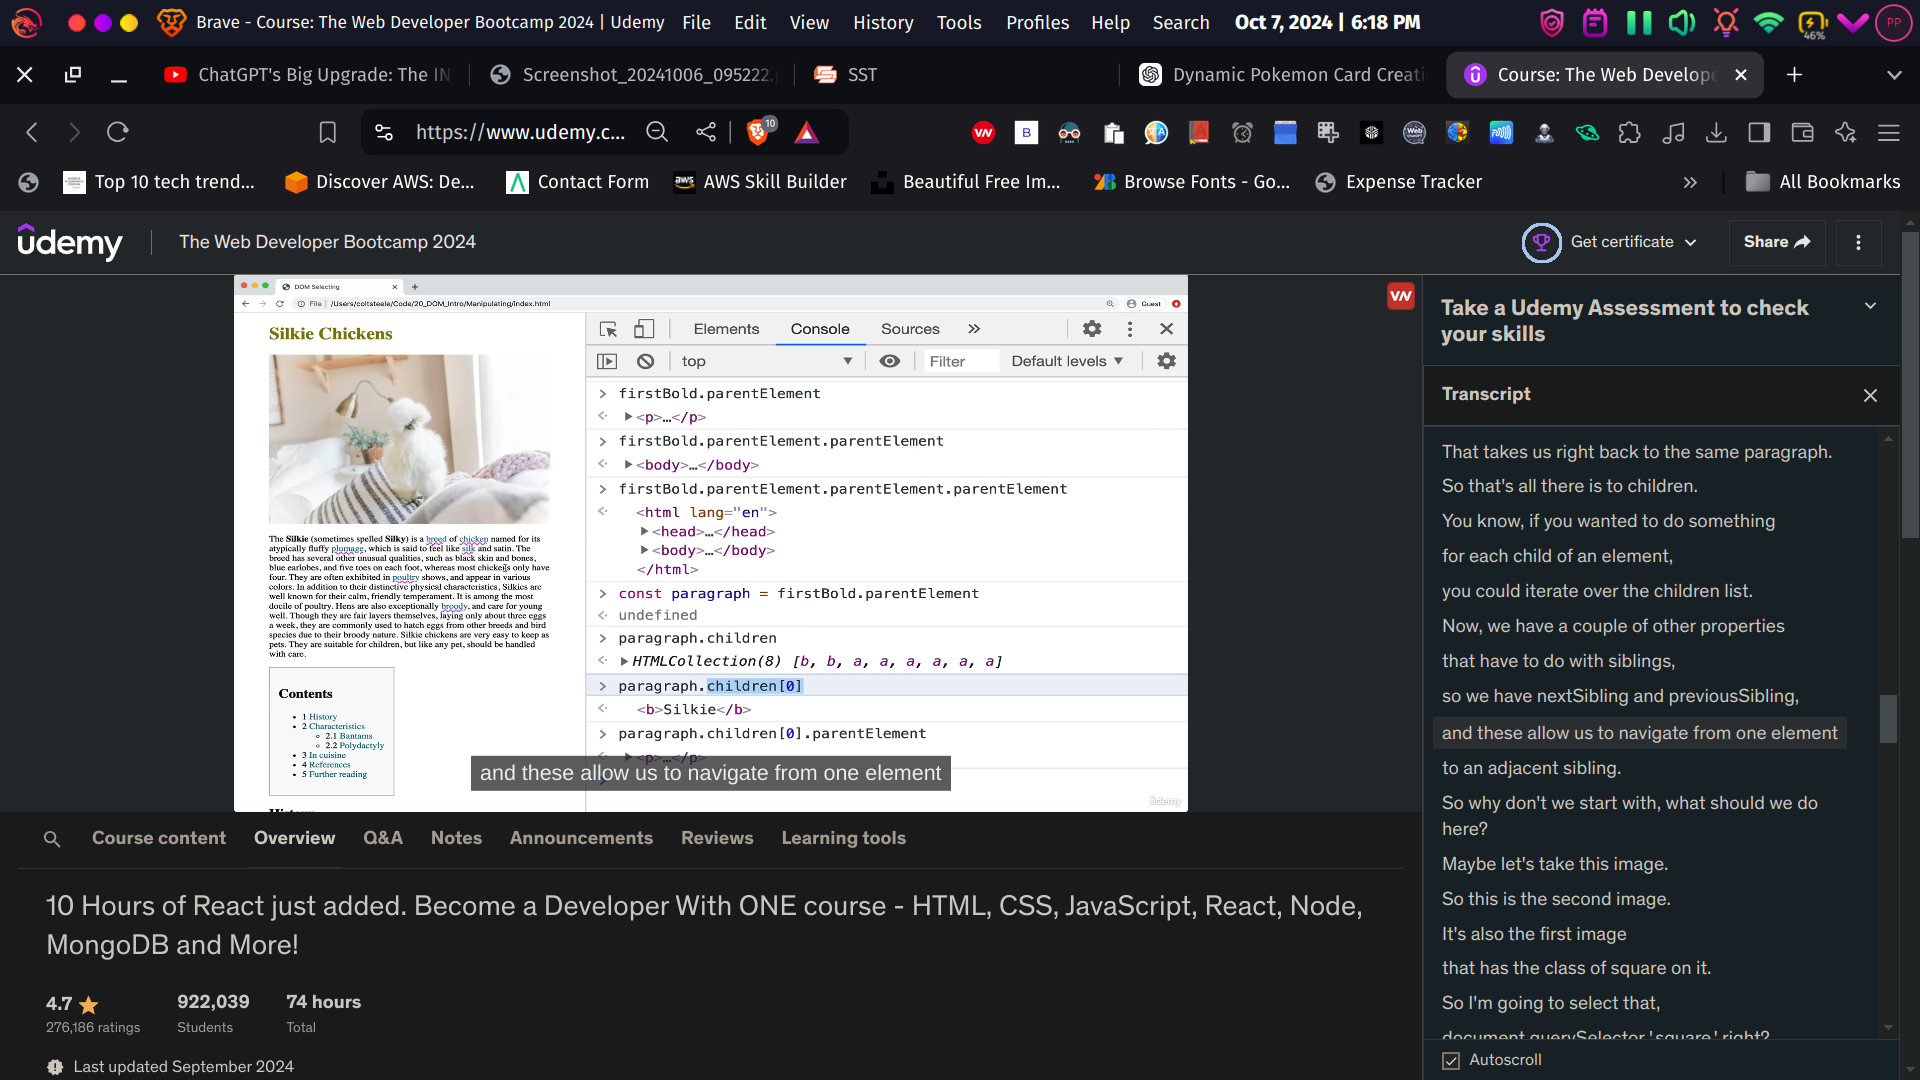 Brave - Course: The Web Developer Bootcamp 2024 | Udemy File Edit View History Tools Profiles Help Search Oct 7, 2024 | 6:18 PM 46% PP
ChatGPT's Big Upgrade: The IN Screenshot_20241006_095222. SST Dynamic Pokemon Card Creati Course: The Web Develope
https://www.udemy.c... 10
Top 10 tech trend... Discover AWS: De... Contact Form AWS Skill Builder Beautiful Free Im... Browse Fonts - Go... Expense Tracker All Bookmarks
udemy The Web Developer Bootcamp 2024 Get certificate Share
DOM Selecting
File | /Users/coltsteele/Code/20_DOM_Intro/Manipulating/index.html Guest
Silkie Chickens
The Silkie (sometimes spelled Silky) is a breed of chicken named for its
atypically fluffy plumage, which is said to feel like silk and satin. The
breed has several other unusual qualities, such as black skin and bones,
blue earlobes, and five toes on each foot, whereas most chickens only have
four. They are often exhibited in poultry shows, and appear in various
colors. In addition to their distinctive physical characteristics, Silkies are
well known for their calm, friendly temperament. It is among the most
docile of poultry. Hens are also exceptionally broody, and care for young
well. Though they are fair layers themselves, laying only about three eggs
a week, they are commonly used to hatch eggs from other breeds and bird
species due to their broody nature. Silkie chickens are very easy to keep as
pets. They are suitable for children, but like any pet, should be handled
with care.
Contents
1 History
2 Characteristics
2.1 Bantams
2.2 Polydactyly
3 In cuisine
4 References
5 Further reading
History
Elements Console Sources
top Filter Default levels
firstBold.parentElement
<p>…</p>
firstBold.parentElement.parentElement
<body>…</body>
firstBold.parentElement.parentElement.parentElement
<html lang="en">
<head>…</head>
<body>…</body>
</html>
const paragraph = firstBold.parentElement
undefined
paragraph.children
HTMLCollection(8) [b, b, a, a, a, a, a, a]
paragraph.children[0]
<b>Silkie</b>
paragraph.children[0].parentElement
<p>…</p>
and these allow us to navigate from one element
udemy
Take a Udemy Assessment to check
your skills
Transcript
That takes us right back to the same paragraph.
So that's all there is to children.
You know, if you wanted to do something
for each child of an element,
you could iterate over the children list.
Now, we have a couple of other properties
that have to do with siblings,
so we have nextSibling and previousSibling,
and these allow us to navigate from one element
to an adjacent sibling.
So why don't we start with, what should we do
here?
Maybe let's take this image.
So this is the second image.
It's also the first image
that has the class of square on it.
So I'm going to select that,
document.querySelector '.square,' right?
Autoscroll
Course content Overview Q&A Notes Announcements Reviews Learning tools
10 Hours of React just added. Become a Developer With ONE course - HTML, CSS, JavaScript, React, Node,
MongoDB and More!
4.7 922,039 74 hours
276,186 ratings Students Total
Last updated September 2024